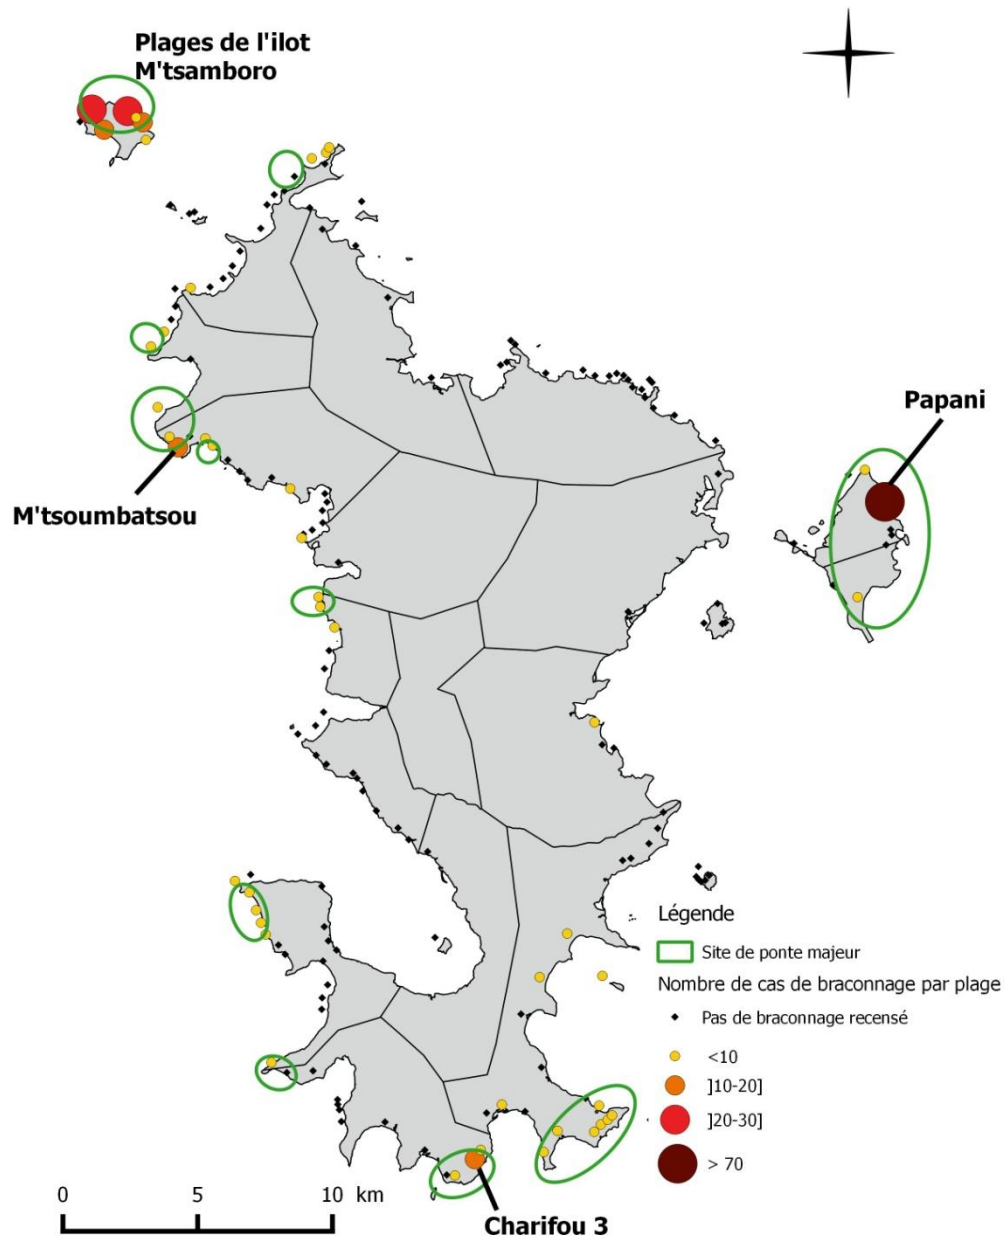 Plages de l'ilot
M'tsamboro
Papani
M'tsoumbatsou
Légende
Site de ponte majeur
Nombre de cas de braconnage par plage
Pas de braconnage recensé
<10
]10-20]
]20-30]
> 70
0 5 10 km
Charifou 3